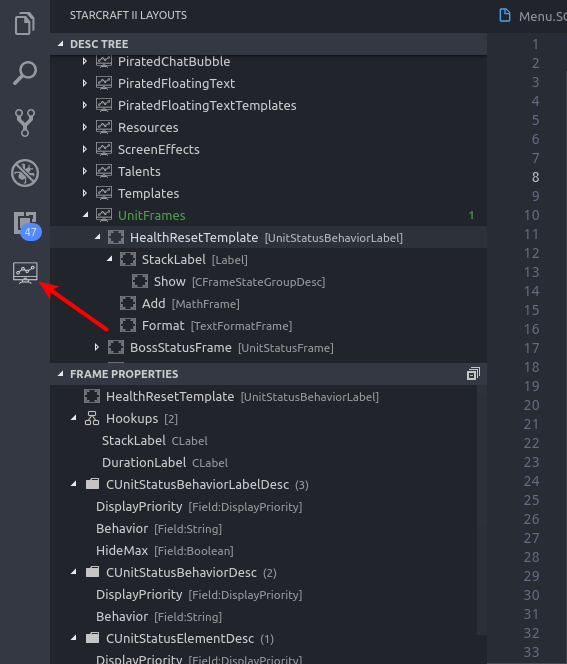 STARCRAFT II LAYOUTS
Menu.SC
DESC TREE
PiratedChatBubble
PiratedFloatingText
PiratedFloatingTextTemplates
Resources
ScreenEffects
Talents
Templates
UnitFrames 1
HealthResetTemplate [UnitStatusBehaviorLabel]
StackLabel [Label]
Show [CFrameStateGroupDesc]
Add [MathFrame]
Format [TextFormatFrame]
BossStatusFrame [UnitStatusFrame]
47
FRAME PROPERTIES
HealthResetTemplate [UnitStatusBehaviorLabel]
Hookups [2]
StackLabel CLabel
DurationLabel CLabel
CUnitStatusBehaviorLabelDesc (3)
DisplayPriority [Field:DisplayPriority]
Behavior [Field:String]
HideMax [Field:Boolean]
CUnitStatusBehaviorDesc (2)
DisplayPriority [Field:DisplayPriority]
Behavior [Field:String]
CUnitStatusElementDesc (1)
DisplayPriority [Field:DisplayPriority]
1
2
3
4
5
6
7
8
9
10
11
12
13
14
15
16
17
18
19
20
21
22
23
24
25
26
27
28
29
30
31
32
33